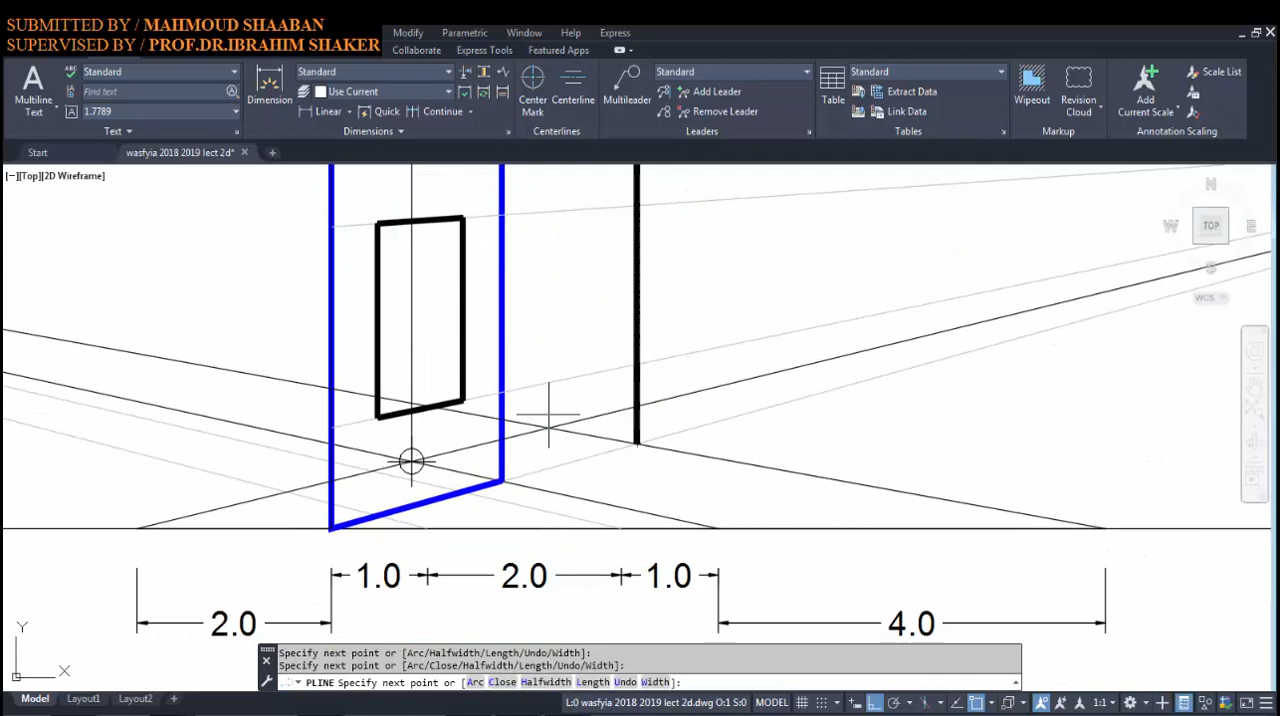 SUBMITTED BY / MAHMOUD SHAABAN
SUPERVISED BY / PROF.DR.IBRAHIM SHAKER
Modify Parametric Window Help Express
Collaborate Express Tools Featured Apps
Multiline Text
Standard
Find text
1.7789
Text
Dimension
Standard
Use Current
Linear Quick Continue
Dimensions
Center Mark
Centerline
Centerlines
Multileader
Standard
Add Leader
Remove Leader
Leaders
Table
Standard
Extract Data
Link Data
Tables
Wipeout
Revision Cloud
Markup
Add Current Scale
Scale List
Annotation Scaling
Start
wasfyia 2018 2019 lect 2d*
[−][Top][2D Wireframe]
N
W TOP E
S
WCS
1.0 2.0 1.0
2.0 4.0
Y
X
Specify next point or [Arc/Halfwidth/Length/Undo/Width]:
Specify next point or [Arc/Close/Halfwidth/Length/Undo/Width]:
PLINE Specify next point or [Arc Close Halfwidth Length Undo Width]:
Model Layout1 Layout2 +
L:0 wasfyia 2018 2019 lect 2d.dwg O:1 S:0 MODEL 1:1